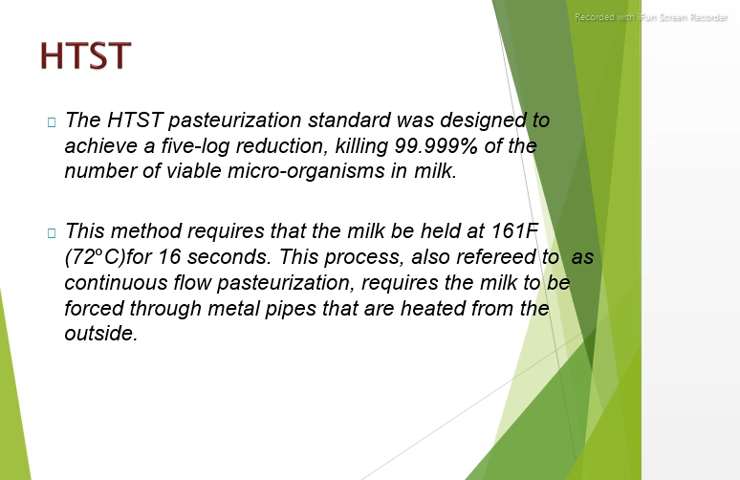 Recorded with iFun Screen Recorder
HTST
The HTST pasteurization standard was designed to
achieve a five-log reduction, killing 99.999% of the
number of viable micro-organisms in milk.
This method requires that the milk be held at 161F
(72ºC)for 16 seconds. This process, also refereed to  as
continuous flow pasteurization, requires the milk to be
forced through metal pipes that are heated from the
outside.